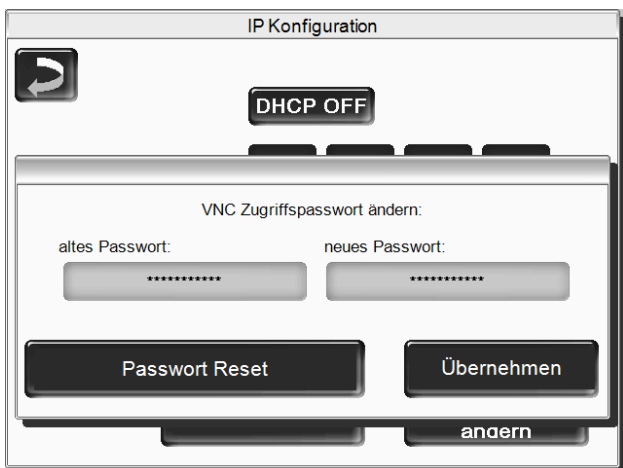 IP Konfiguration
DHCP OFF
VNC Zugriffspasswort ändern:
altes Passwort: neues Passwort:
*********** ***********
Passwort Reset Übernehmen
ändern